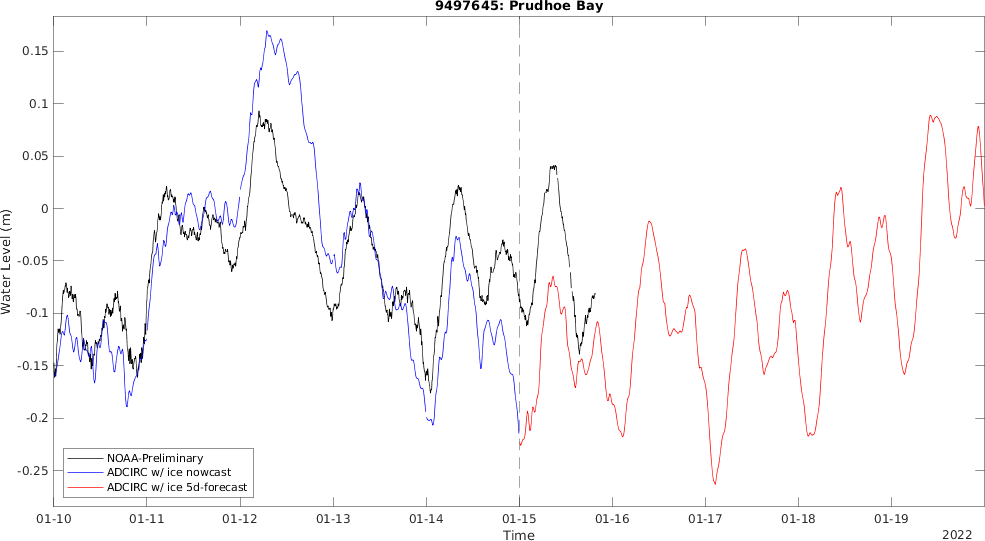 9497645: Prudhoe Bay
0.15
0.1
0.05
0
-0.05
-0.1
-0.15
-0.2
-0.25
Water Level (m)
NOAA-Preliminary
ADCIRC w/ ice nowcast
ADCIRC w/ ice 5d-forecast
01-10 01-11 01-12 01-13 01-14 01-15 01-16 01-17 01-18 01-19
Time
2022